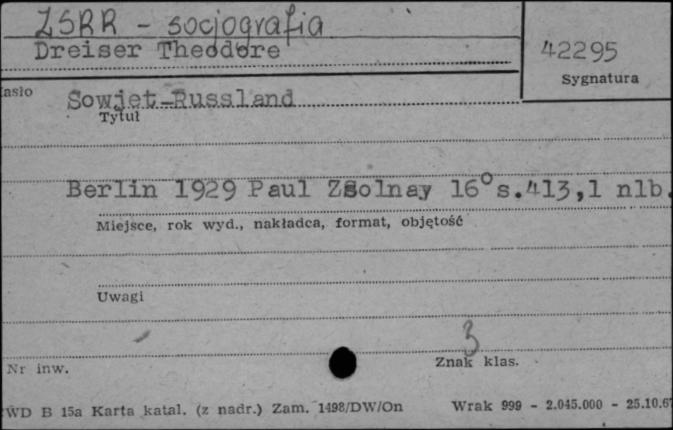 ZSRR - socjografia
Dreiser Theodore
42295
Sygnatura
asło
Sowjet-Russland
Tytuł
Berlin 1929 Paul Zsolnay 16° s.413,1 nlb.
Miejsce, rok wyd., nakładca, format, objętość
Uwagi
3
Nr inw.
Znak klas.
WD B 15a Karta katal. (z nadr.) Zam. 1498/DW/On Wrak 999 - 2.045.000 - 25.10.67